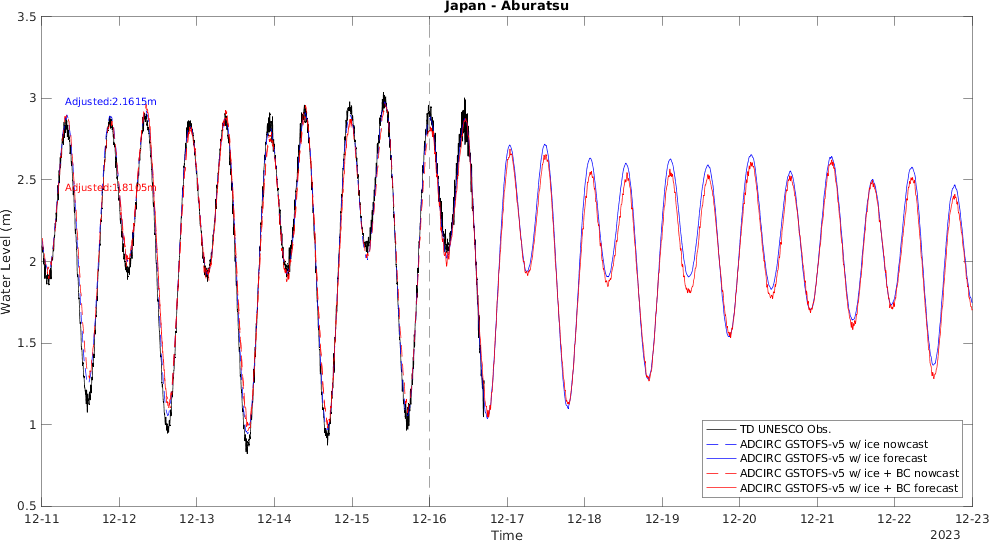 Japan - Aburatsu
3.5
3
2.5
2
1.5
1
0.5
Water Level (m)
Adjusted:2.1615m
Adjusted:1.8105m
TD UNESCO Obs.
ADCIRC GSTOFS-v5 w/ ice nowcast
ADCIRC GSTOFS-v5 w/ ice forecast
ADCIRC GSTOFS-v5 w/ ice + BC nowcast
ADCIRC GSTOFS-v5 w/ ice + BC forecast
12-11 12-12 12-13 12-14 12-15 12-16 12-17 12-18 12-19 12-20 12-21 12-22 12-23
Time
2023